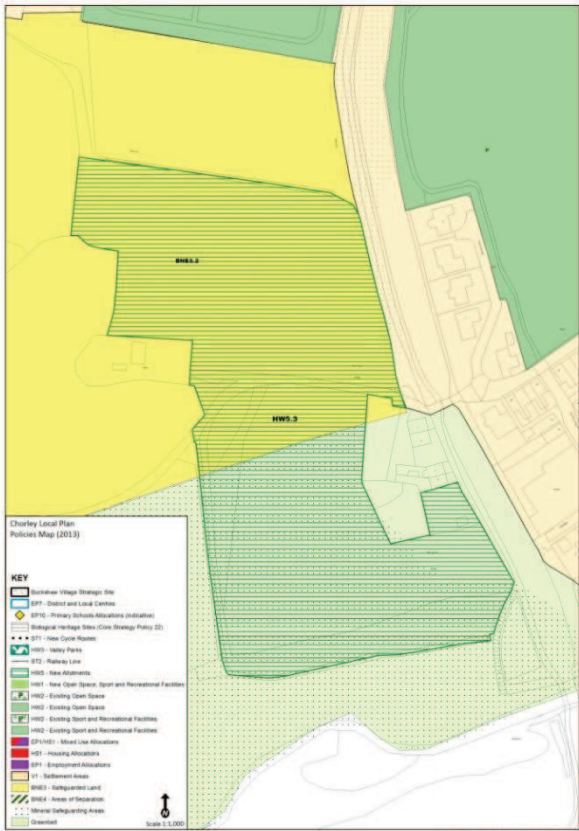 P
BNE3.3
HW5.3
Chorley Local Plan
Policies Map (2013)
KEY
Buckshaw Village Strategic Site
EP7 - District and Local Centres
EP10 - Primary Schools Allocations (Indicative)
Biological Heritage Sites (Core Strategy Policy 22)
ST1 - New Cycle Routes
HW3 - Valley Parks
ST2 - Railway Line
HW5 - New Allotments
HW1 - New Open Space, Sport and Recreational Facilities
P HW2 - Existing Open Space
HW2 - Existing Open Space
HW2 - Existing Sport and Recreational Facilities
HW2 - Existing Sport and Recreational Facilities
EP1/HS1 - Mixed Use Allocations
HS1 - Housing Allocations
EP1 - Employment Allocations
V1 - Settlement Areas
BNE3 - Safeguarded Land
BNE4 - Areas of Separation
Mineral Safeguarding Areas
Greenbelt
N
Scale 1:1,000